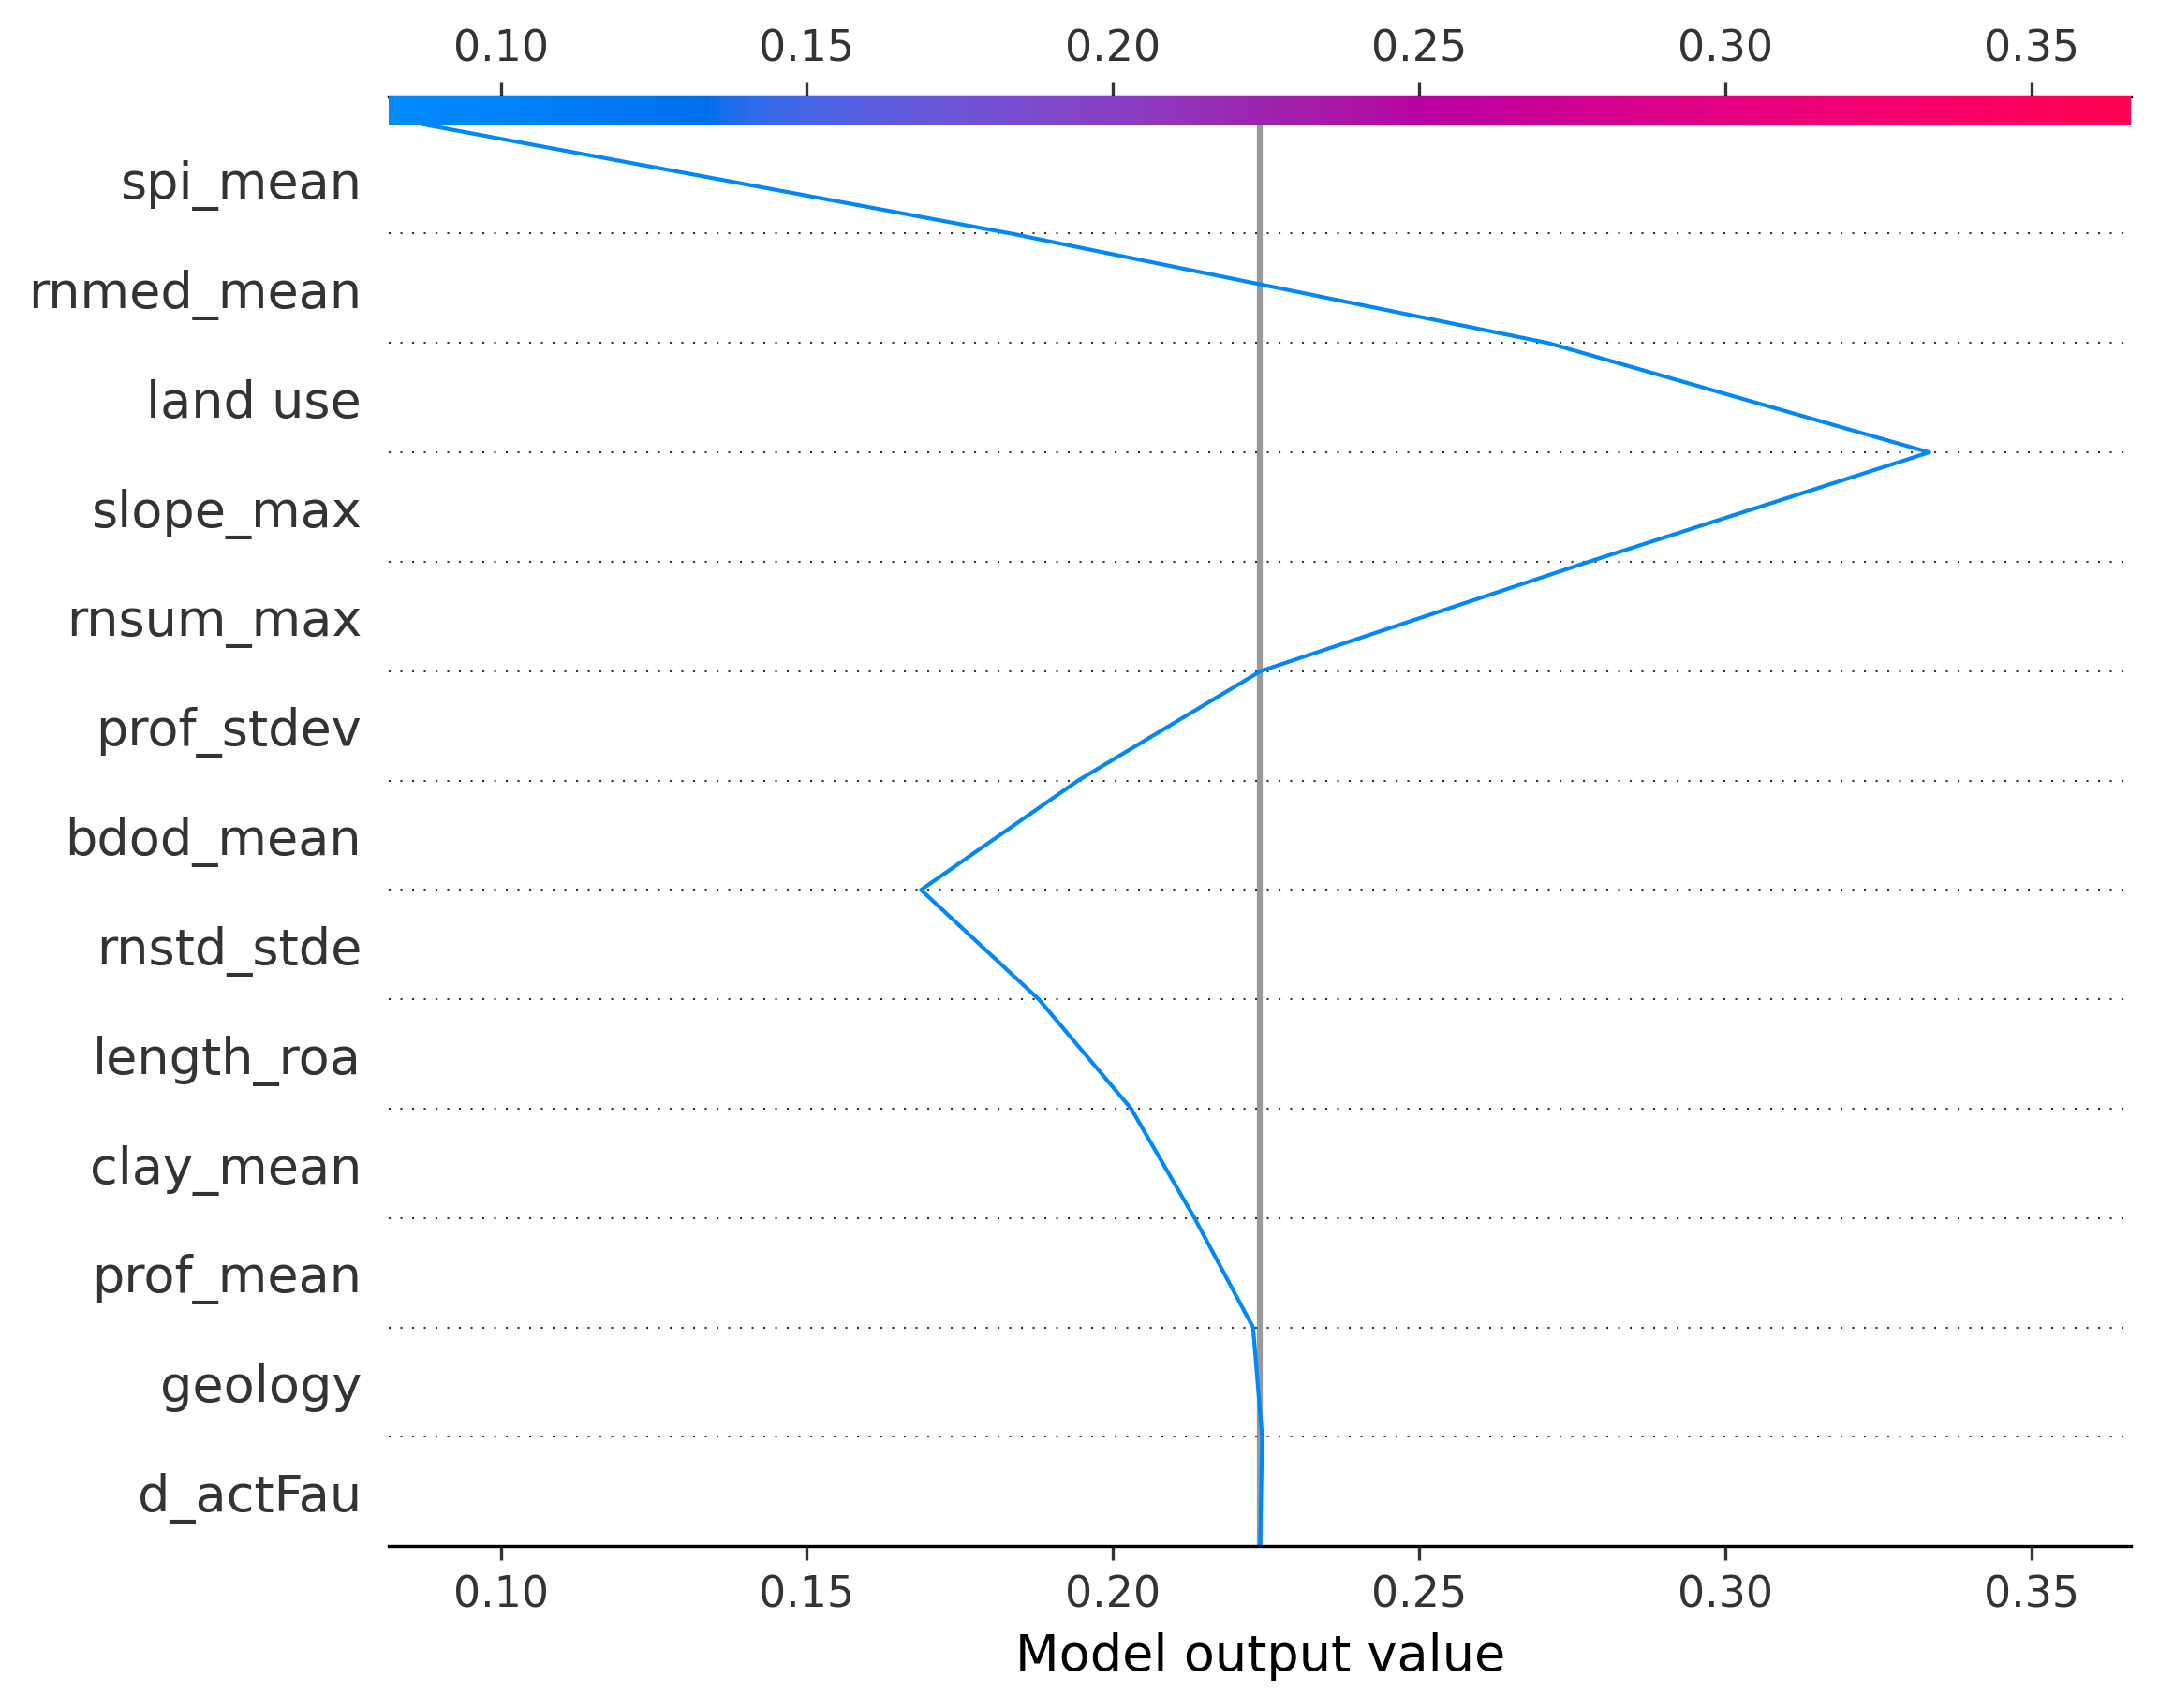 0.10 0.15 0.20 0.25 0.30 0.35
spi_mean
rnmed_mean
land use
slope_max
rnsum_max
prof_stdev
bdod_mean
rnstd_stde
length_roa
clay_mean
prof_mean
geology
d_actFau
0.10 0.15 0.20 0.25 0.30 0.35
Model output value